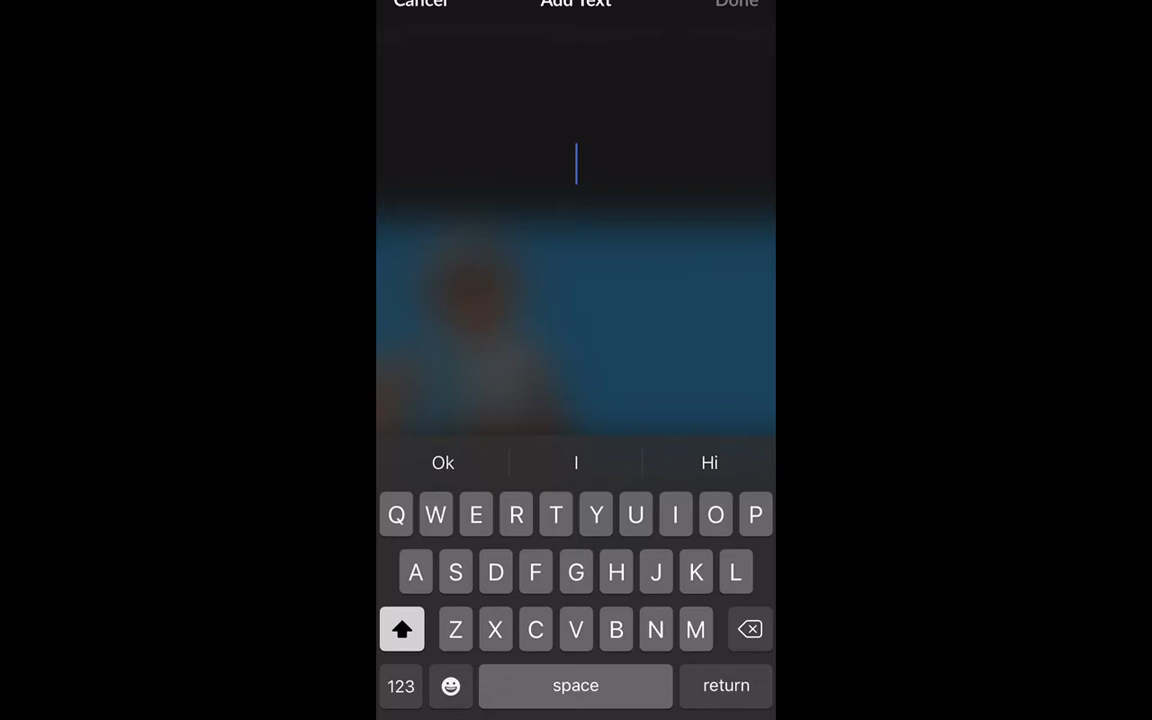 Cancel Add Text Done
Ok I Hi
Q W E R T Y U I O P
A S D F G H J K L
Z X C V B N M
123 space return